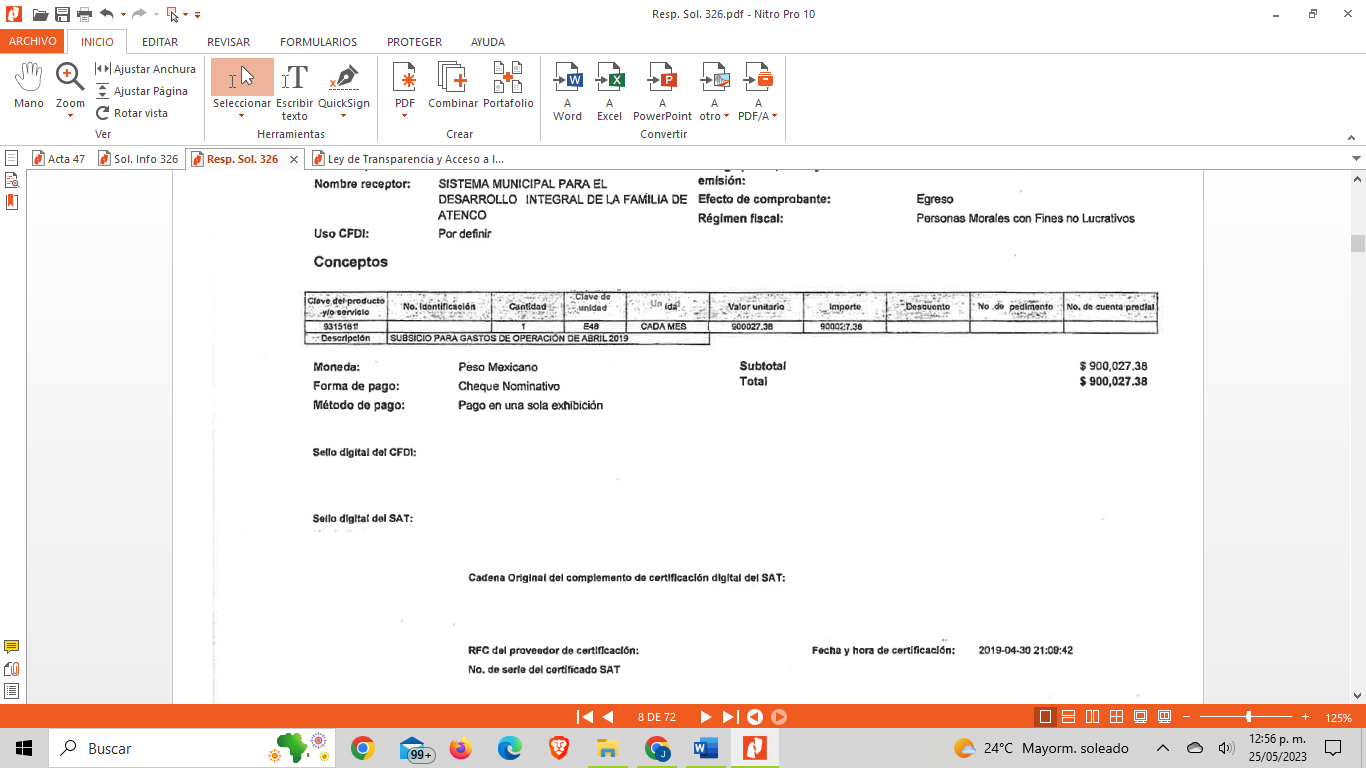 Resp. Sol. 326.pdf - Nitro Pro 10
ARCHIVO INICIO EDITAR REVISAR FORMULARIOS PROTEGER AYUDA
Mano Zoom Ajustar Anchura
Ajustar Página
Rotar vista
Seleccionar Escribir texto QuickSign
PDF Combinar Portafolio
A Word A Excel A PowerPoint A otro A PDF/A
Ver Herramientas Crear Convertir
Acta 47 Sol. Info 326 Resp. Sol. 326 Ley de Transparencia y Acceso a l...
Nombre receptor: SISTEMA MUNICIPAL PARA EL
DESARROLLO INTEGRAL DE LA FAMÍLIA DE
ATENCO
Uso CFDI: Por definir
emisión:
Efecto de comprobante: Egreso
Régimen fiscal: Personas Morales con Fines no Lucrativos
Conceptos
Clave del producto y/o servicio No. identificación Cantidad Clave de unidad Valor unitario Importe Descuento No. de pedimento No. de cuenta predial
1 E48 CADA MES 900027.38 900027.38
Descripción SUBSICIO PARA GASTOS DE OPERACIÓN DE ABRIL 2019
Moneda: Peso Mexicano Subtotal $ 900,027.38
Forma de pago: Cheque Nominativo Total $ 900,027.38
Método de pago: Pago en una sola exhibición
Sello digital del CFDI:
Sello digital del SAT:
Cadena Original del complemento de certificación digital del SAT:
RFC del proveedor de certificación: Fecha y hora de certificación: 2019-04-30 21:09:42
No. de serie del certificado SAT
8 DE 72 125%
Buscar 99+ 24°C Mayorm. soleado 12:56 p. m.
25/05/2023